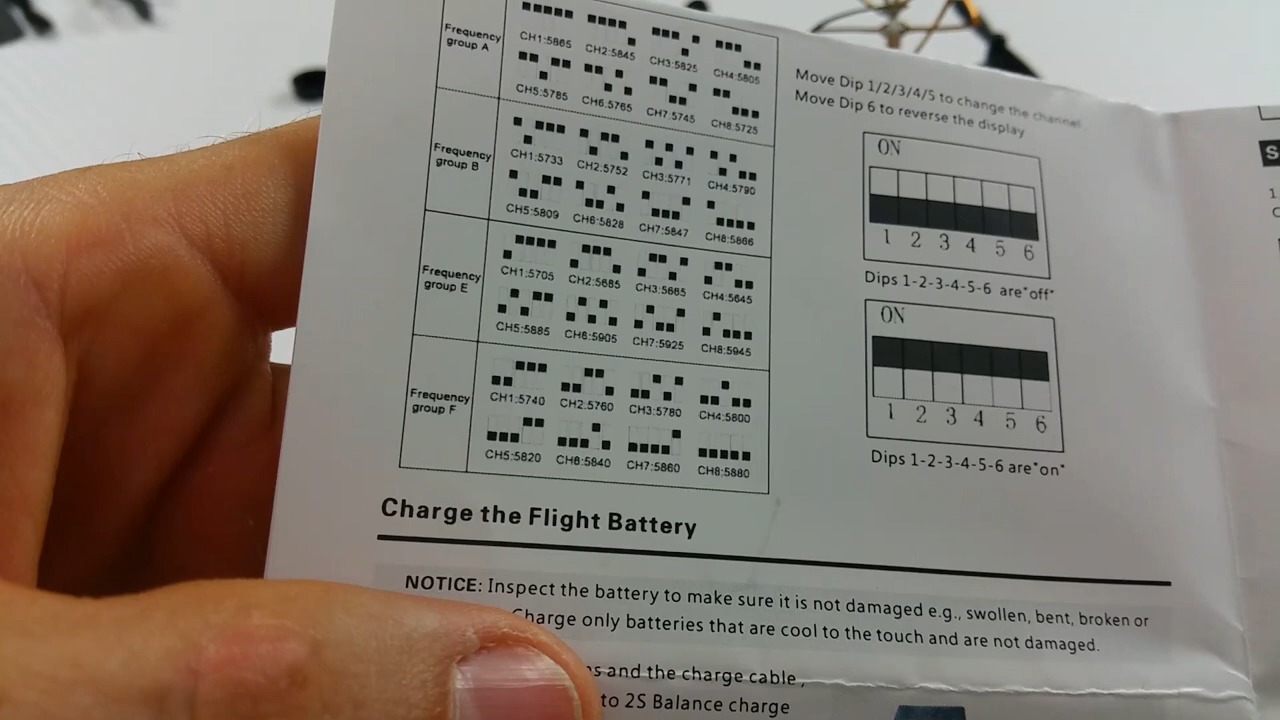 Frequency
group A
CH1:5865 CH2:5845 CH3:5825 CH4:5805
CH5:5785 CH6:5765 CH7:5745 CH8:5725
Frequency
group B
CH1:5733 CH2:5752 CH3:5771 CH4:5790
CH5:5809 CH6:5828 CH7:5847 CH8:5866
Frequency
group E
CH1:5705 CH2:5685 CH3:5665 CH4:5645
CH5:5885 CH6:5905 CH7:5925 CH8:5945
Frequency
group F
CH1:5740 CH2:5760 CH3:5780 CH4:5800
CH5:5820 CH6:5840 CH7:5860 CH8:5880
Move Dip 1/2/3/4/5 to change the channel
Move Dip 6 to reverse the display
ON
1 2 3 4 5 6
Dips 1-2-3-4-5-6 are"off"
ON
1 2 3 4 5 6
Dips 1-2-3-4-5-6 are"on"
Charge the Flight Battery
NOTICE: Inspect the battery to make sure it is not damaged e.g., swollen, bent, broken or
Charge only batteries that are cool to the touch and are not damaged.
and the charge cable ,
to 2S Balance charge